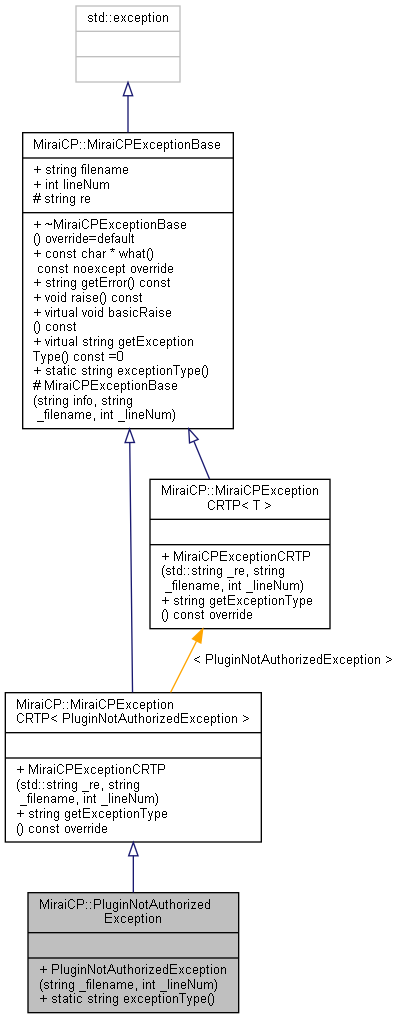 std::exception
MiraiCP::MiraiCPExceptionBase
+ string filename
+ int lineNum
# string re
+ ~MiraiCPExceptionBase
() override=default
+ const char * what()
const noexcept override
+ string getError() const
+ void raise() const
+ virtual void basicRaise
() const
+ virtual string getException
Type() const =0
+ static string exceptionType()
# MiraiCPExceptionBase
(string info, string
_filename, int _lineNum)
MiraiCP::MiraiCPException
CRTP< T >
+ MiraiCPExceptionCRTP
(std::string _re, string
_filename, int _lineNum)
+ string getExceptionType
() const override
< PluginNotAuthorizedException >
MiraiCP::MiraiCPException
CRTP< PluginNotAuthorizedException >
+ MiraiCPExceptionCRTP
(std::string _re, string
_filename, int _lineNum)
+ string getExceptionType
() const override
MiraiCP::PluginNotAuthorized
Exception
+ PluginNotAuthorizedException
(string _filename, int _lineNum)
+ static string exceptionType()